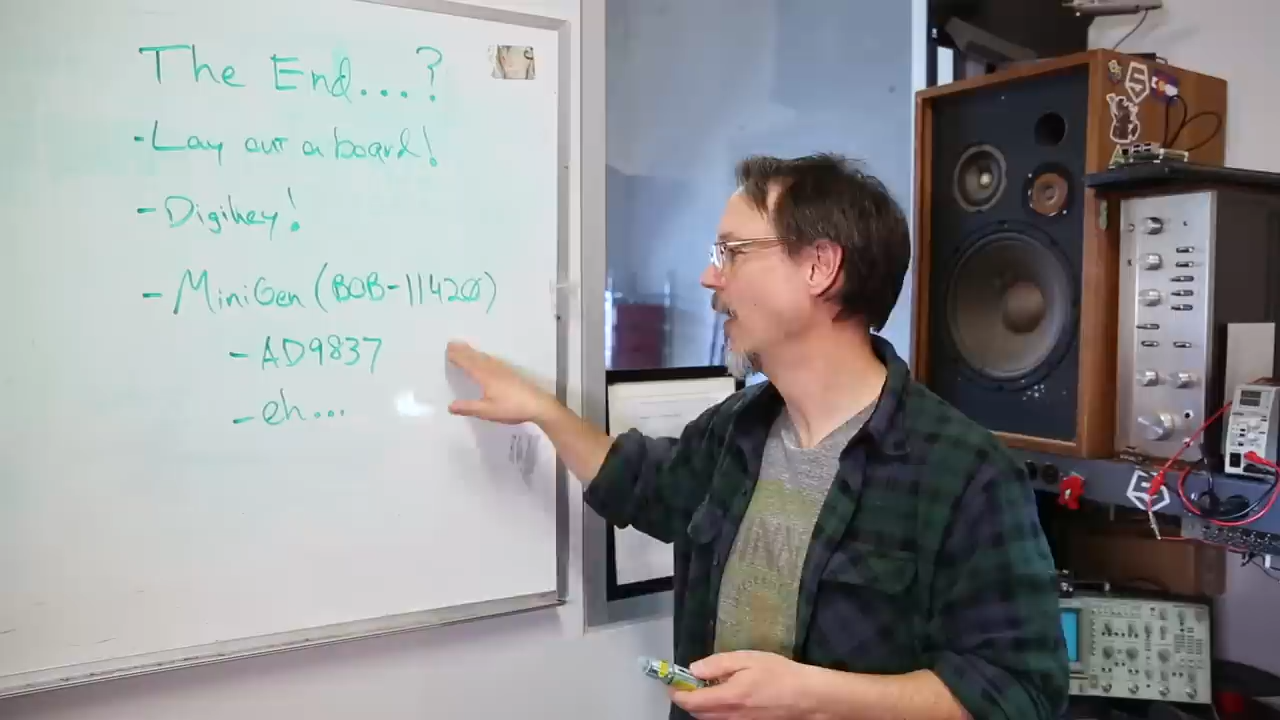 The End...?
- Lay out a board!
- Digikey!
- MiniGen (BOB-11420)
- AD9837
- eh...